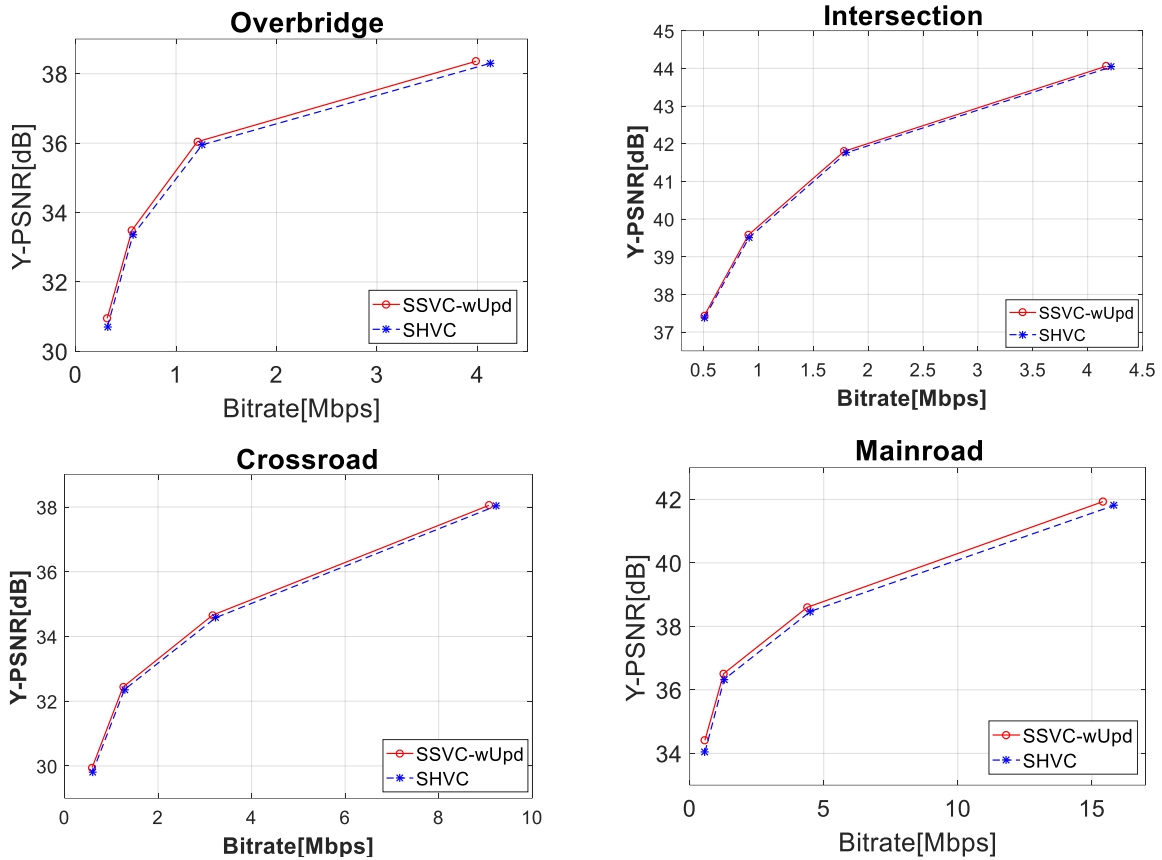 Overbridge
38
36
34
32
30
Y-PSNR[dB]
0 1 2 3 4
Bitrate[Mbps]
SSVC-wUpd
SHVC
Intersection
45
44
43
42
41
40
39
38
37
Y-PSNR[dB]
0.5 1 1.5 2 2.5 3 3.5 4 4.5
Bitrate[Mbps]
SSVC-wUpd
SHVC
Crossroad
38
36
34
32
30
Y-PSNR[dB]
0 2 4 6 8 10
Bitrate[Mbps]
SSVC-wUpd
SHVC
Mainroad
42
40
38
36
34
Y-PSNR[dB]
0 5 10 15
Bitrate[Mbps]
SSVC-wUpd
SHVC